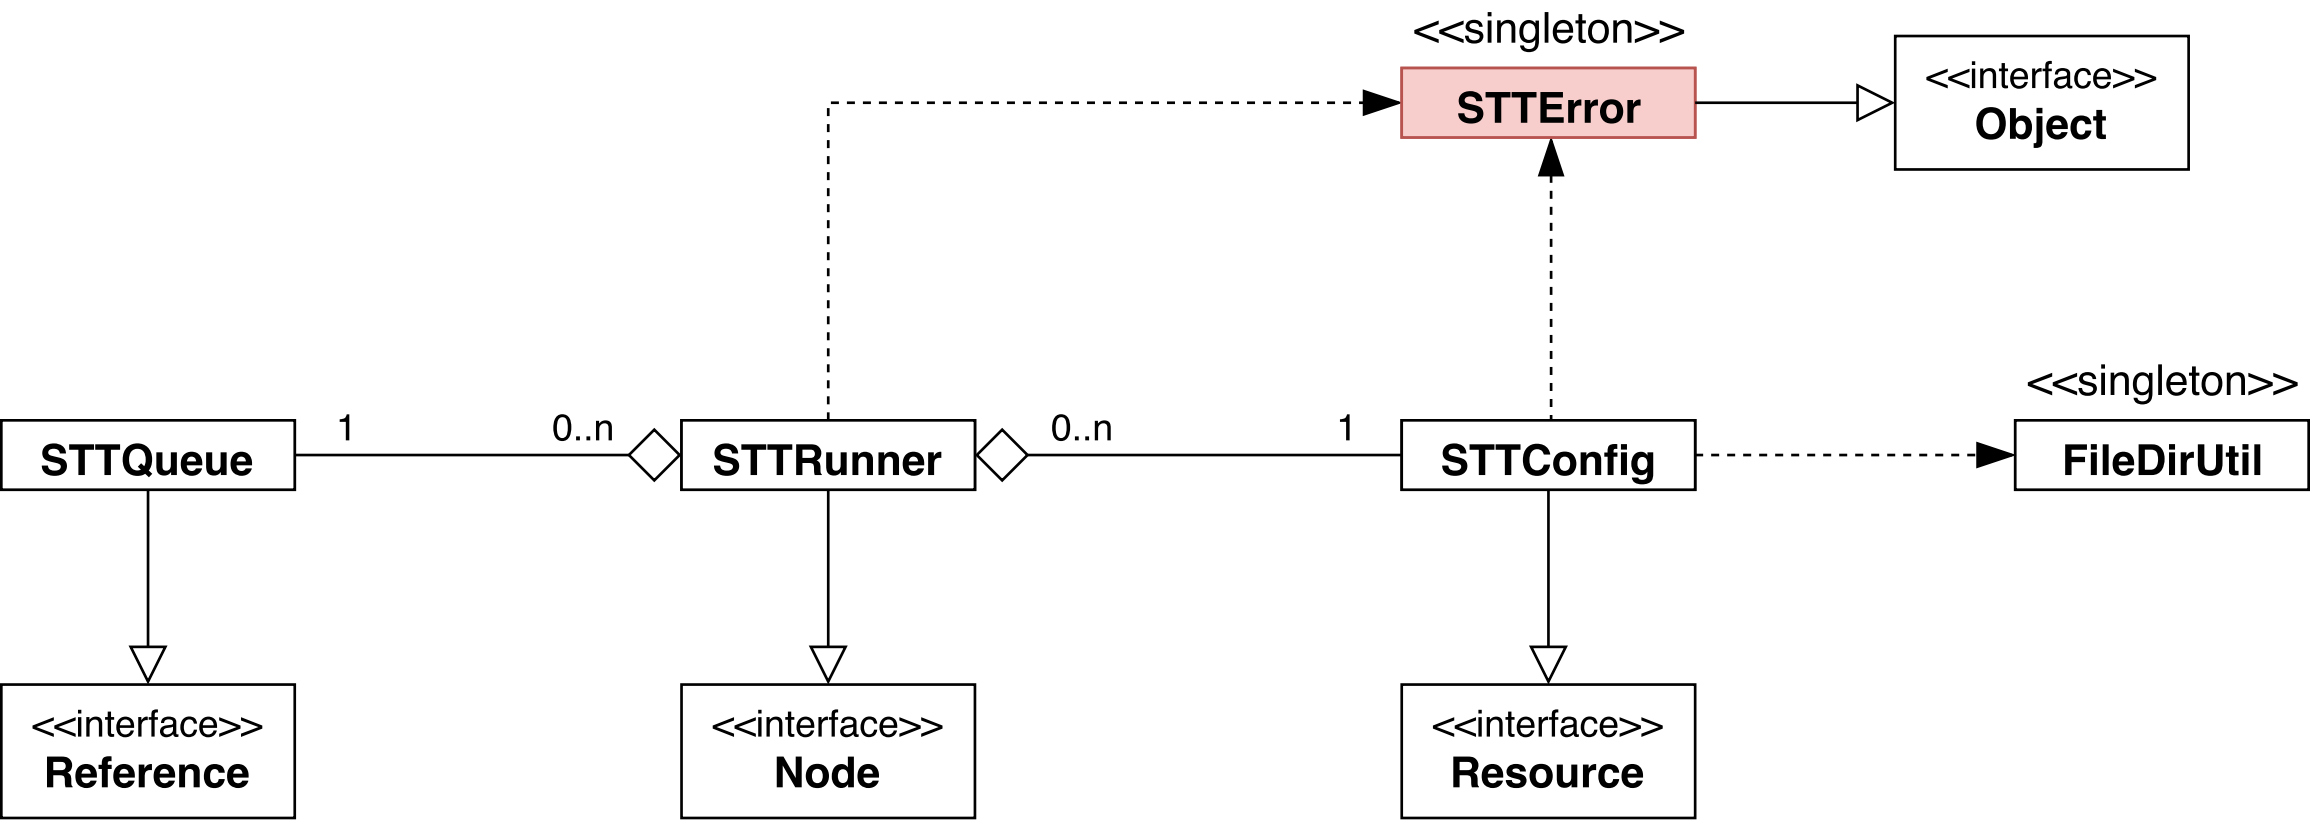 <<singleton>>
STTError
<<interface>>
Object
<<singleton>>
1
0..n
0..n
1
STTQueue
STTRunner
STTConfig
FileDirUtil
<<interface>>
Reference
<<interface>>
Node
<<interface>>
Resource